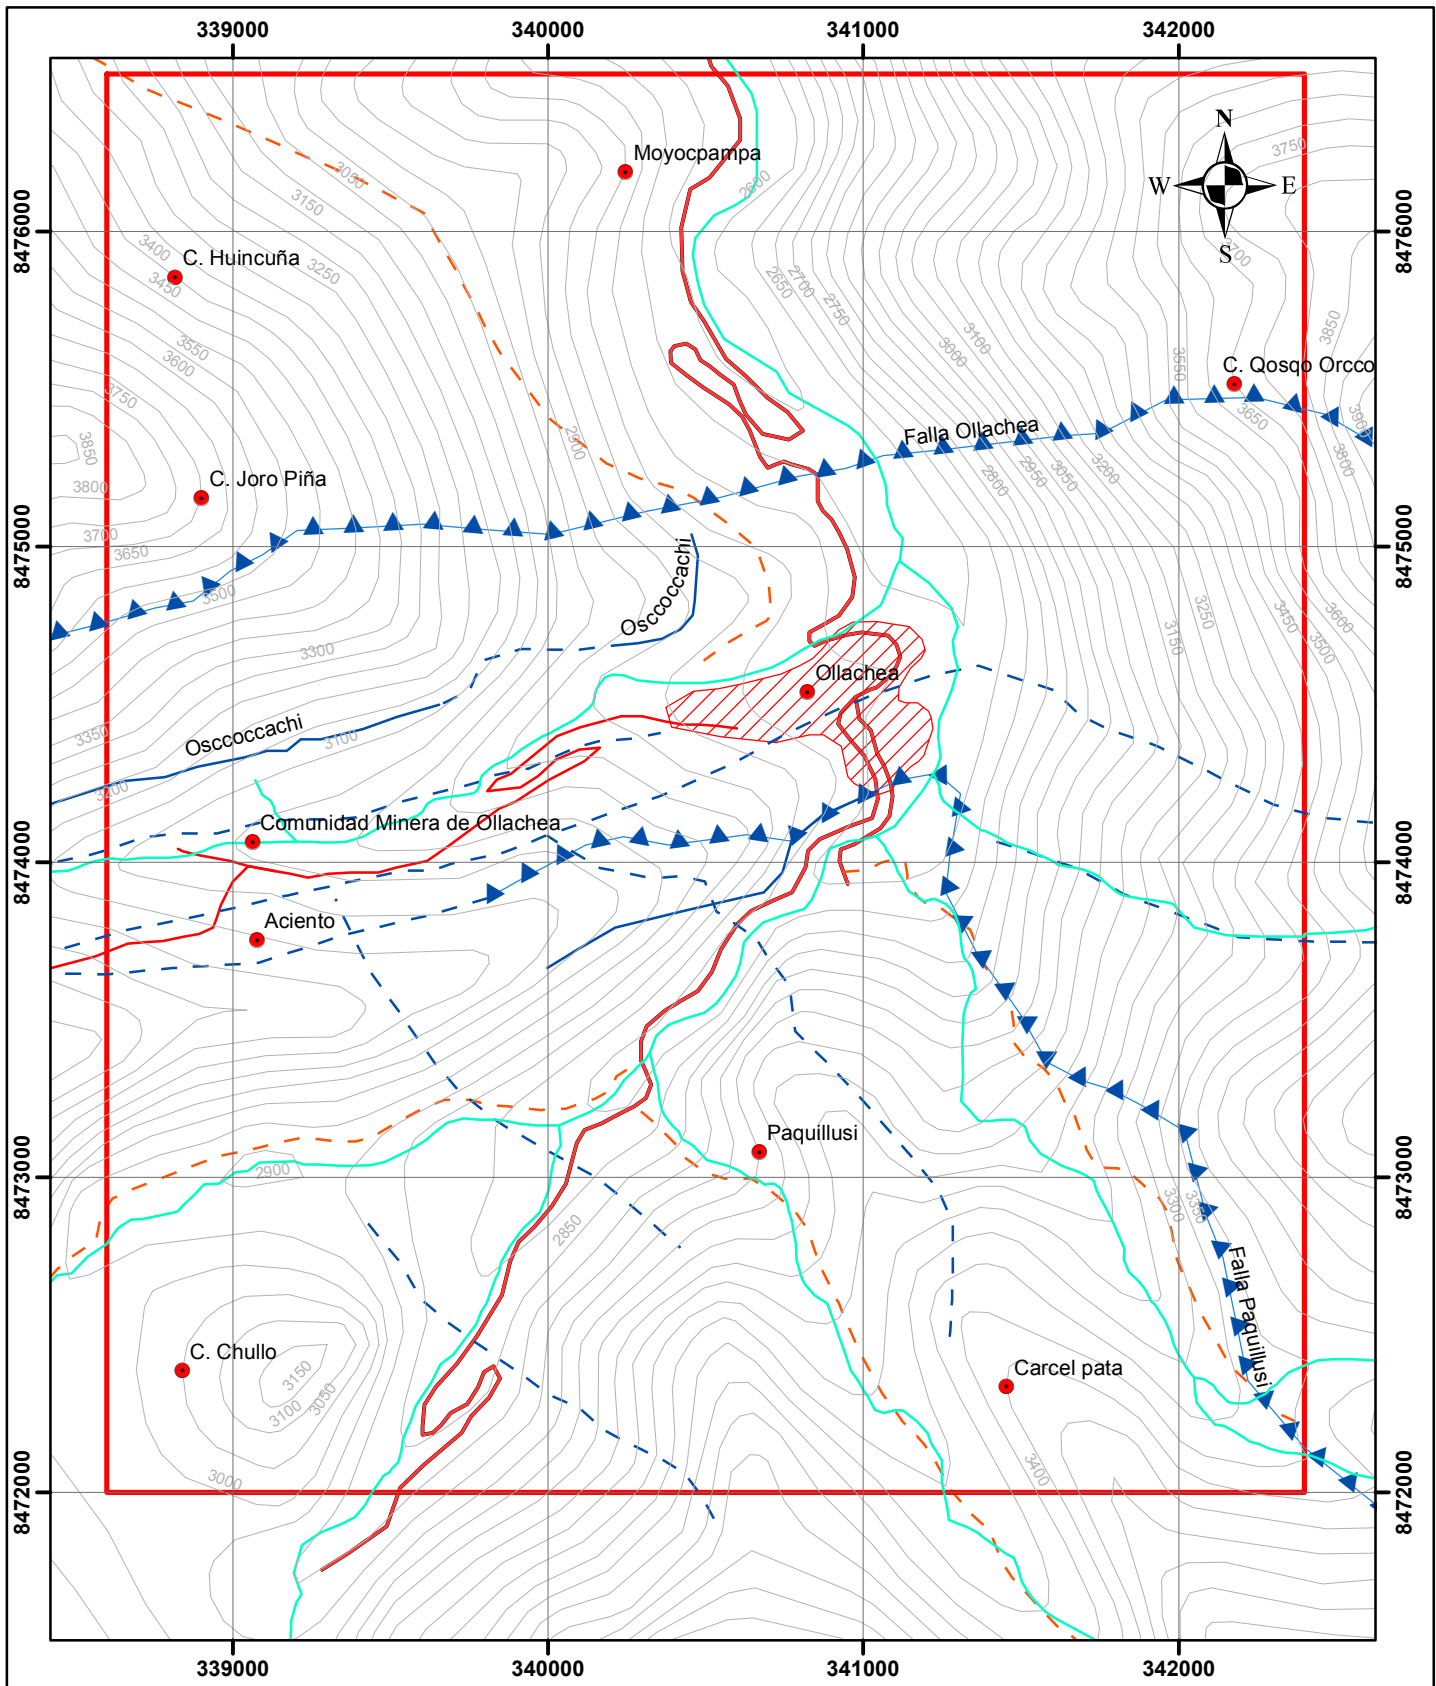 339000 340000 341000 342000
N
W E
S
8476000 8476000
8475000 8475000
8474000 8474000
8473000 8473000
8472000 8472000
Moyocpampa
3050
3150
2600
3750
3700
C. Huincuña
3400
3450
3250
2650
2700
2750
3000
3100
3850
3550
3600
3550
C. Qosqo Orcco
3650
3900
3800
3750
3850
2900
Falla Ollachea
2800
2950
3050
3200
C. Joro Piña
3800
3700
3650
3500
Osccoccachi
3300
3150
3250
3450
3500
3600
Ollachea
Osccoccachi
3350
3100
3200
Comunidad Minera de Ollachea
Aciento
Paquillusi
2900
2850
3300
3350
Falla Paquillusi
C. Chullo
3150
3100
3050
3000
Carcel pata
3400
339000 340000 341000 342000